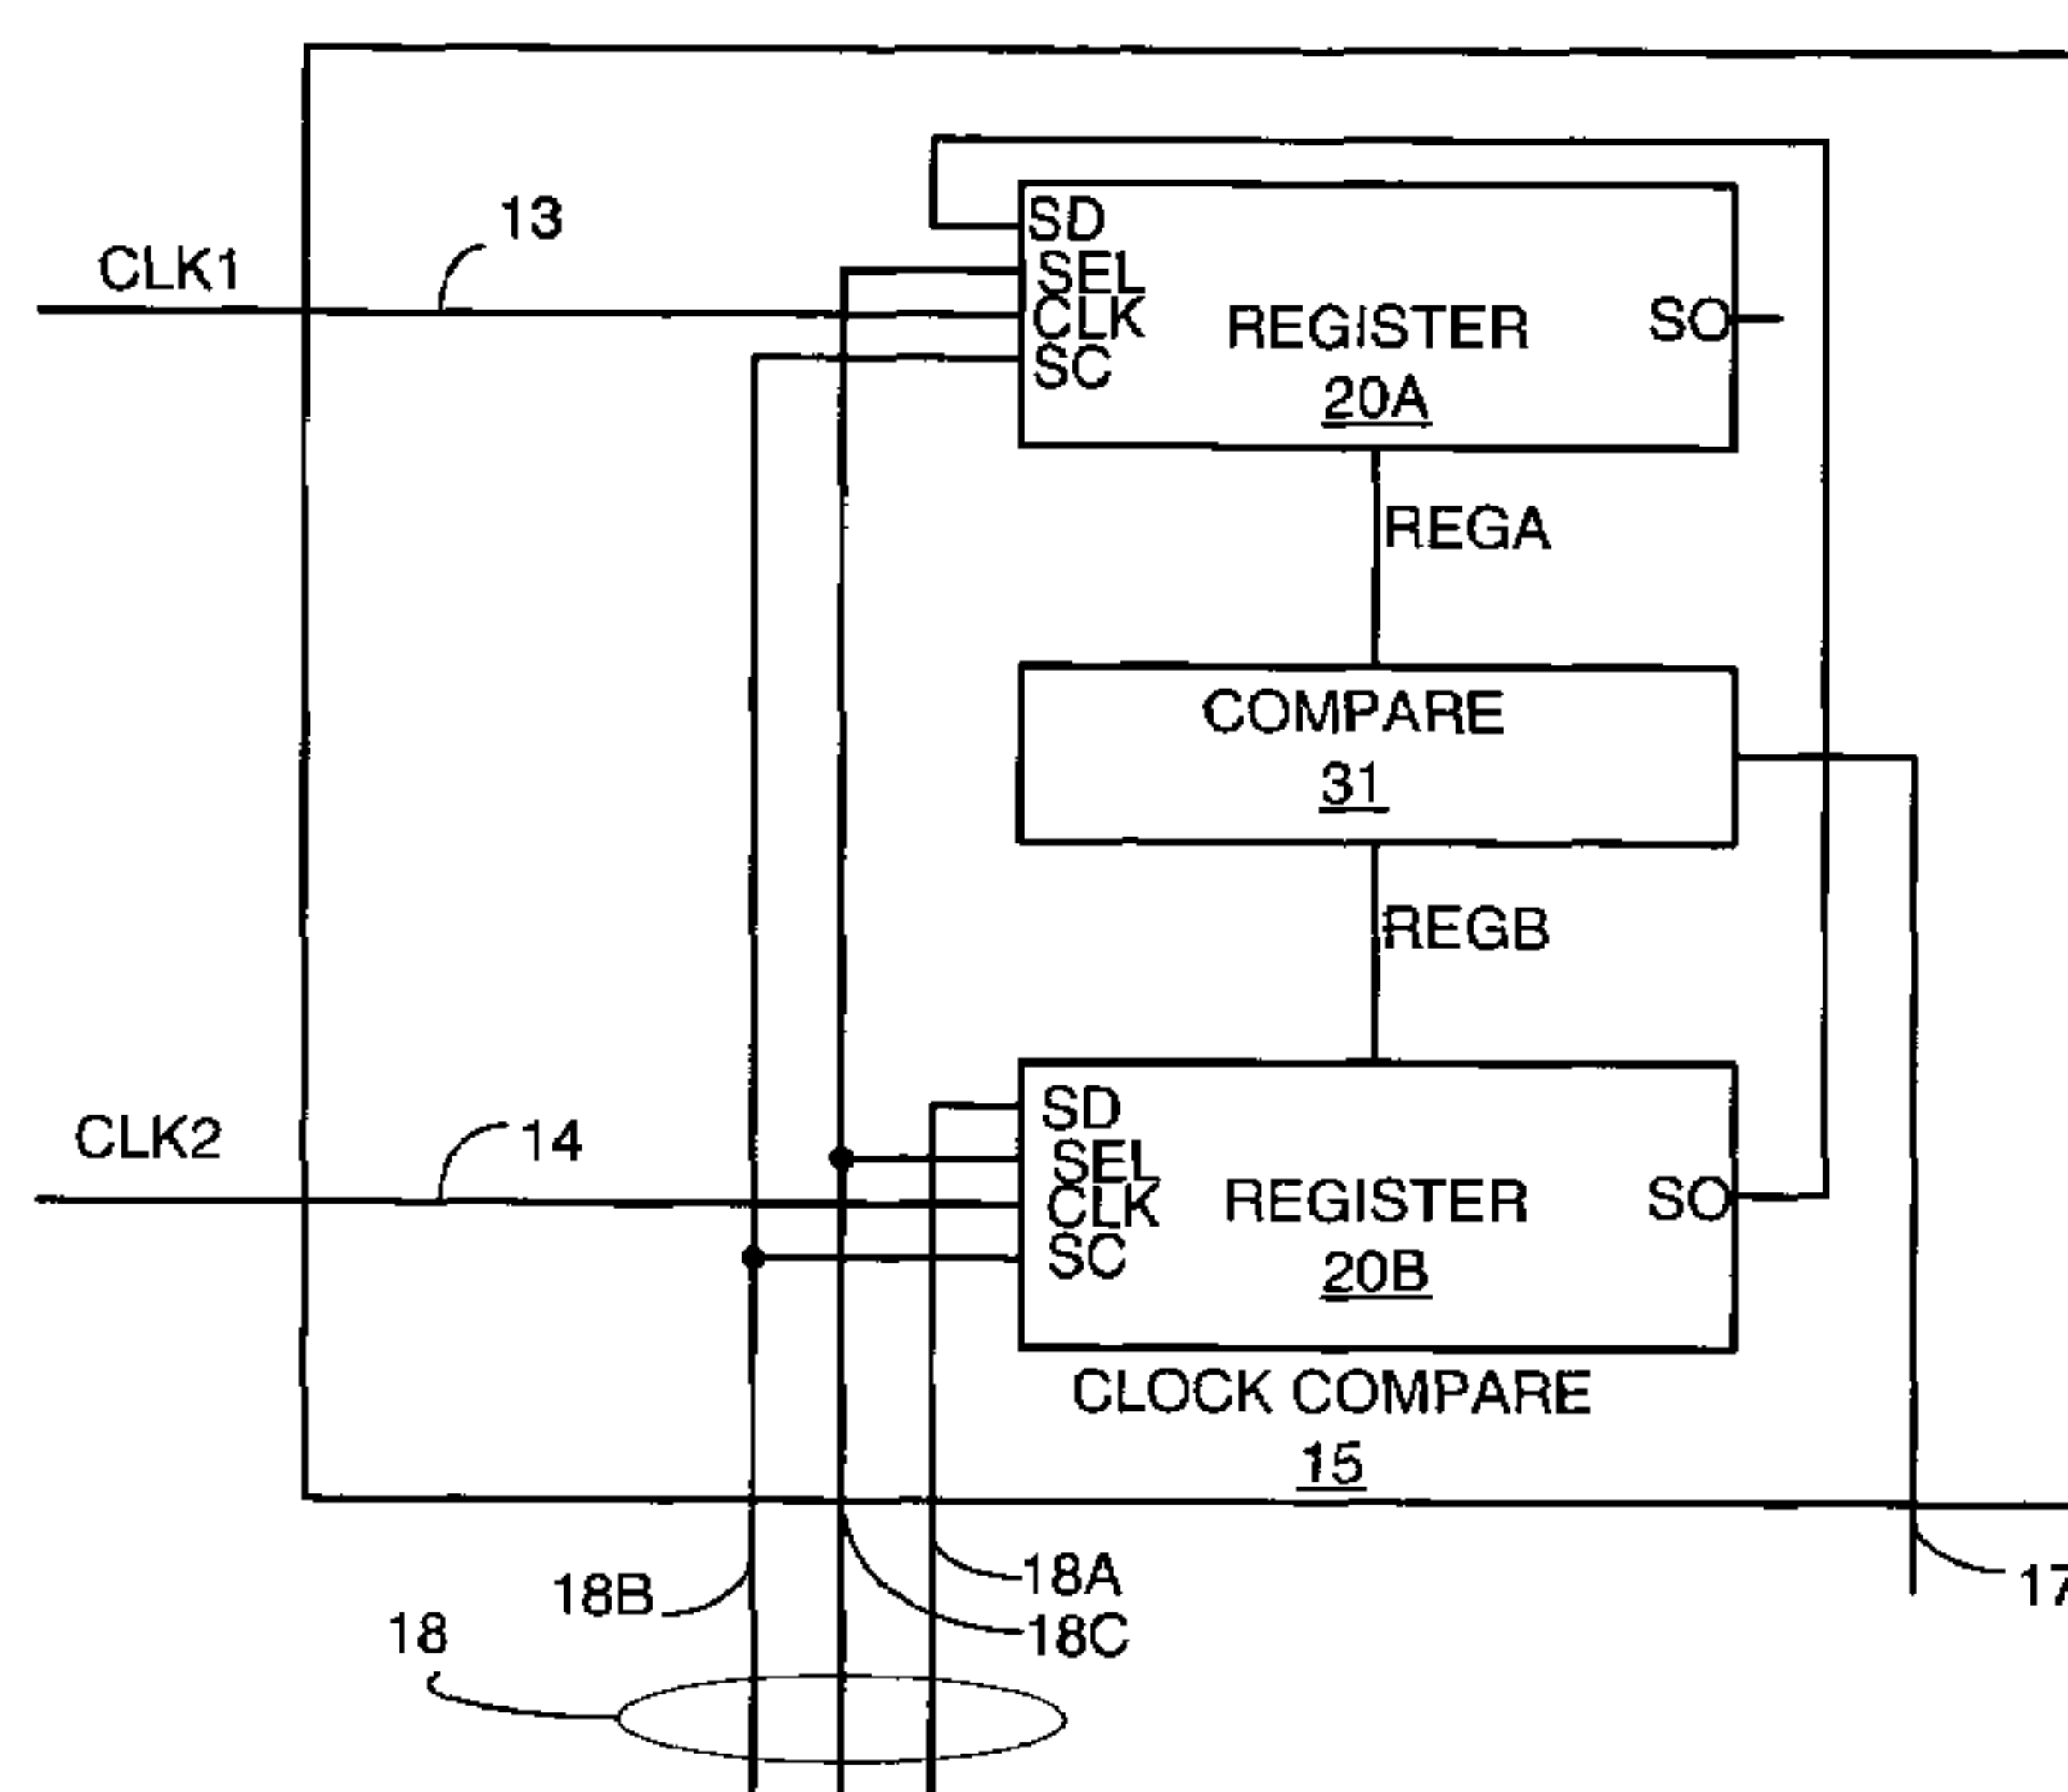 13
CLK1
SD
SEL
CLK
SC
REGISTER
20A
SO
REGA
COMPARE
31
REGB
CLK2
14
SD
SEL
CLK
SC
REGISTER
20B
SO
CLOCK COMPARE
15
18B
18A
18C
17
18